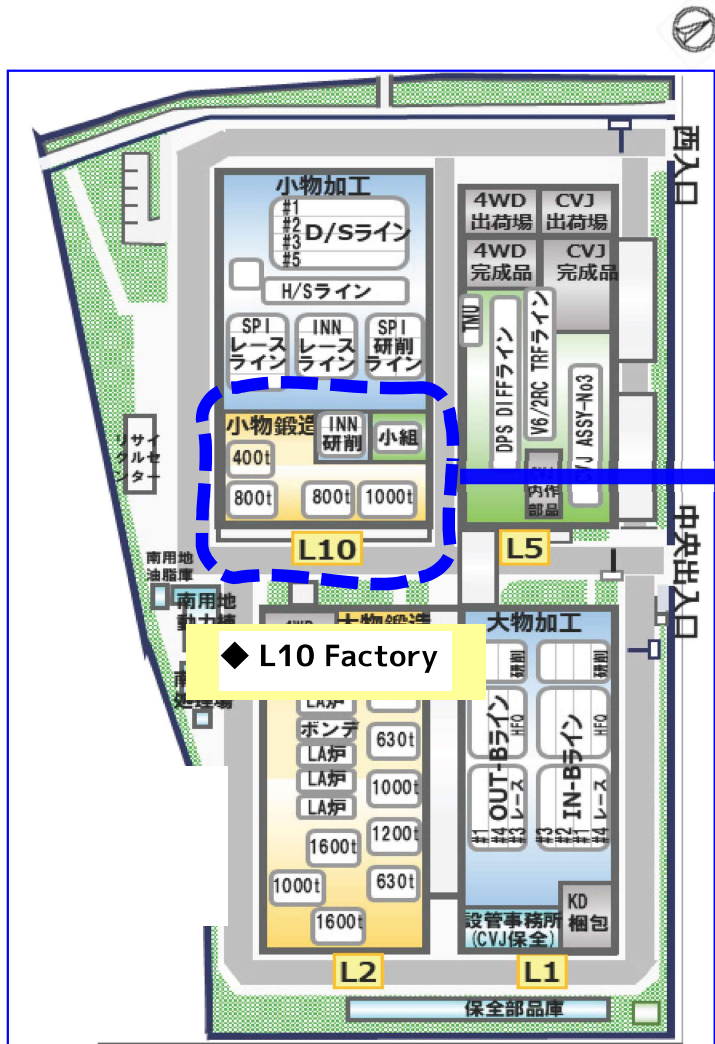 西入口
小物加工
#1
#2
#3
#5
D/Sライン
H/Sライン
SPI
レース
ライン
INN
レース
ライン
SPI
研削
ライン
4WD
出荷場
CVJ
出荷場
4WD
完成品
CVJ
完成品
TMU
DPS DIFFライン
V6/2RC TRFライン
CVJ ASSY-No3
内作
部品
小物鍛造
INN
研削
小組
400t
800t
800t
1000t
L10
L5
リサイ
クルセ
ンター
中央出入口
南用地
油脂庫
南用地
◆ L10 Factory
処理場
大物鍛造
大物加工
LA炉
ボンデ
LA炉
LA炉
LA炉
630t
1000t
1200t
1600t
630t
1000t
1600t
研削
研削
HFQ
HFQ
OUT-Bライン
IN-Bライン
レース
レース
#1
#4
#3
#3
#2
#1
#4
設管事務所
(CVJ保全)
KD
梱包
L2
L1
保全部品庫